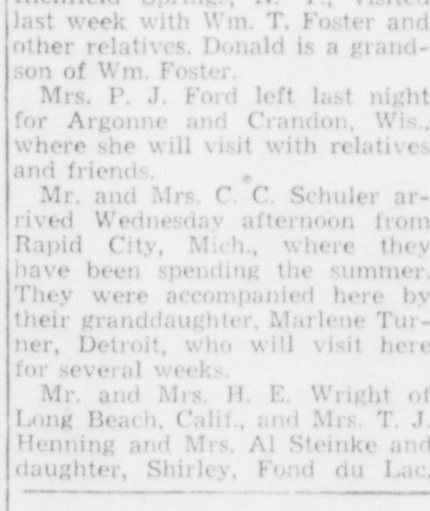 Richfield Springs, N. Y., visited
last week with Wm. T. Foster and
other relatives. Donald is a grand-
son of Wm. Foster.
Mrs. P. J. Ford left last night
for Argonne and Crandon, Wis.,
where she will visit with relatives
and friends.
Mr. and Mrs. C. C. Schuler ar-
rived Wednesday afternoon from
Rapid City, Mich., where they
have been spending the summer.
They were accompanied here by
their granddaughter, Marlene Tur-
ner, Detroit, who will visit here
for several weeks.
Mr. and Mrs. H. E. Wright of
Long Beach, Calif., and Mrs. T. J.
Henning and Mrs. Al Steinke and
daughter, Shirley, Fond du Lac,